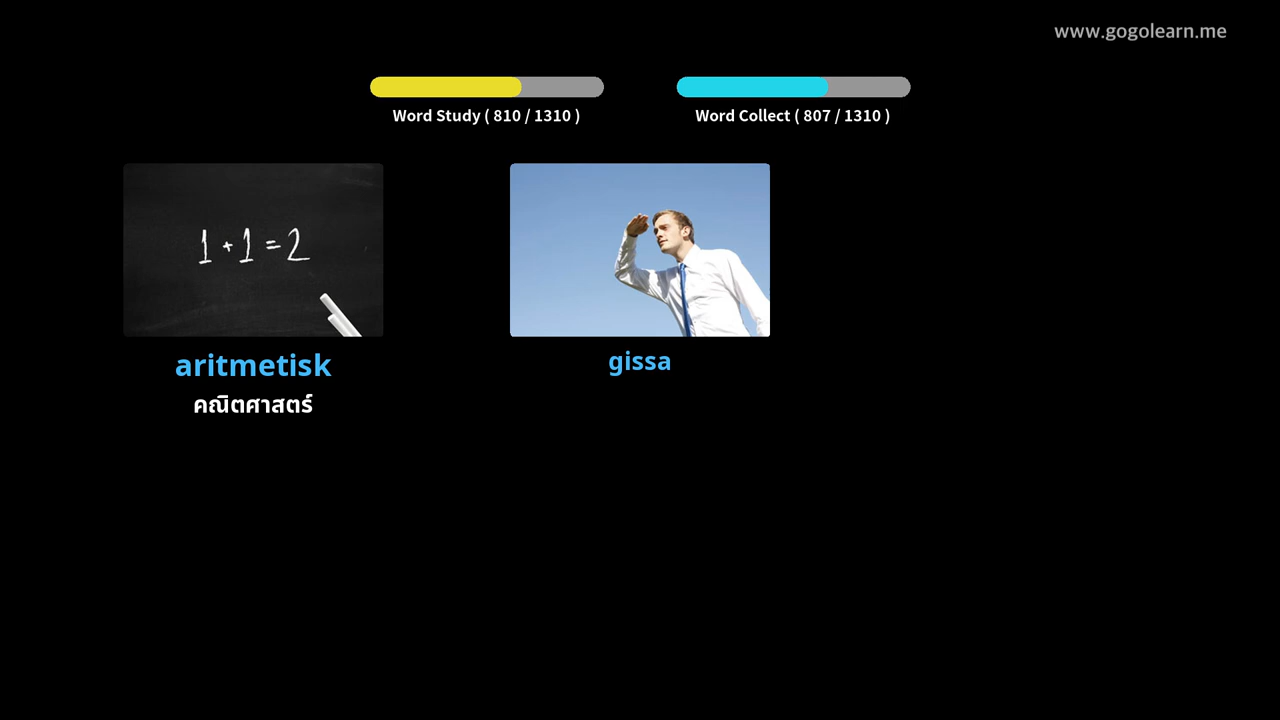 www.gogolearn.me
Word Study ( 810 / 1310 )
Word Collect ( 807 / 1310 )
1 + 1 = 2
aritmetisk
คณิตศาสตร์
gissa